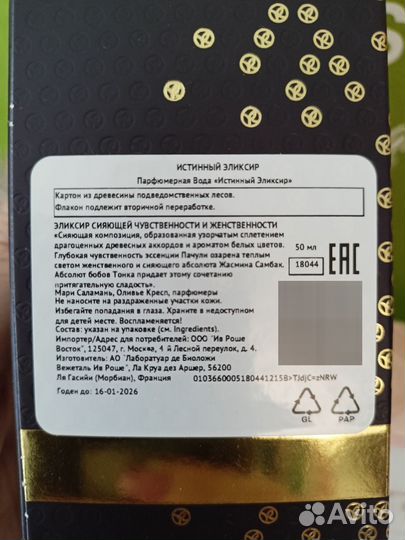 ИСТИННЫЙ ЭЛИКСИР
Парфюмерная Вода «Истинный Эликсир»
Картон из древесины подведомственных лесов.
Флакон подлежит вторичной переработке.
ЭЛИКСИР СИЯЮЩЕЙ ЧУВСТВЕННОСТИ И ЖЕНСТВЕННОСТИ
«Сияющая композиция, образованная узорчатым сплетением
драгоценных древесных аккордов и ароматом белых цветов.
Глубокая чувственность эссенции Пачули озарена теплым
светом женственного и сияющего абсолюта Жасмина Самбак.
Абсолют бобов Тонка придает этому сочетанию
притягательную сладость».
Мари Саламань, Оливье Кресп, парфюмеры
Не наносите на раздраженные участки кожи.
Избегайте попадания в глаза. Храните в недоступном
для детей месте. Воспламеняется.
Состав: указан на упаковке (см. Ingredients).
Импортер/Адрес для потребителей: ООО "Ив Роше
Восток", 125047, г. Москва, 4 й Лесной переулок, д. 4.
Изготовитель: АО "Лаборатуар де Биоложи
Вежеталь Ив Роше", Ла Круа дез Аршер, 56200
Ля Гасийи (Морбиан), Франция
Годен до: 16-01-2026
50 мл
18044
EAC
0103660005180441215B>TJdjC=zNRW
GL
PAP
Avito